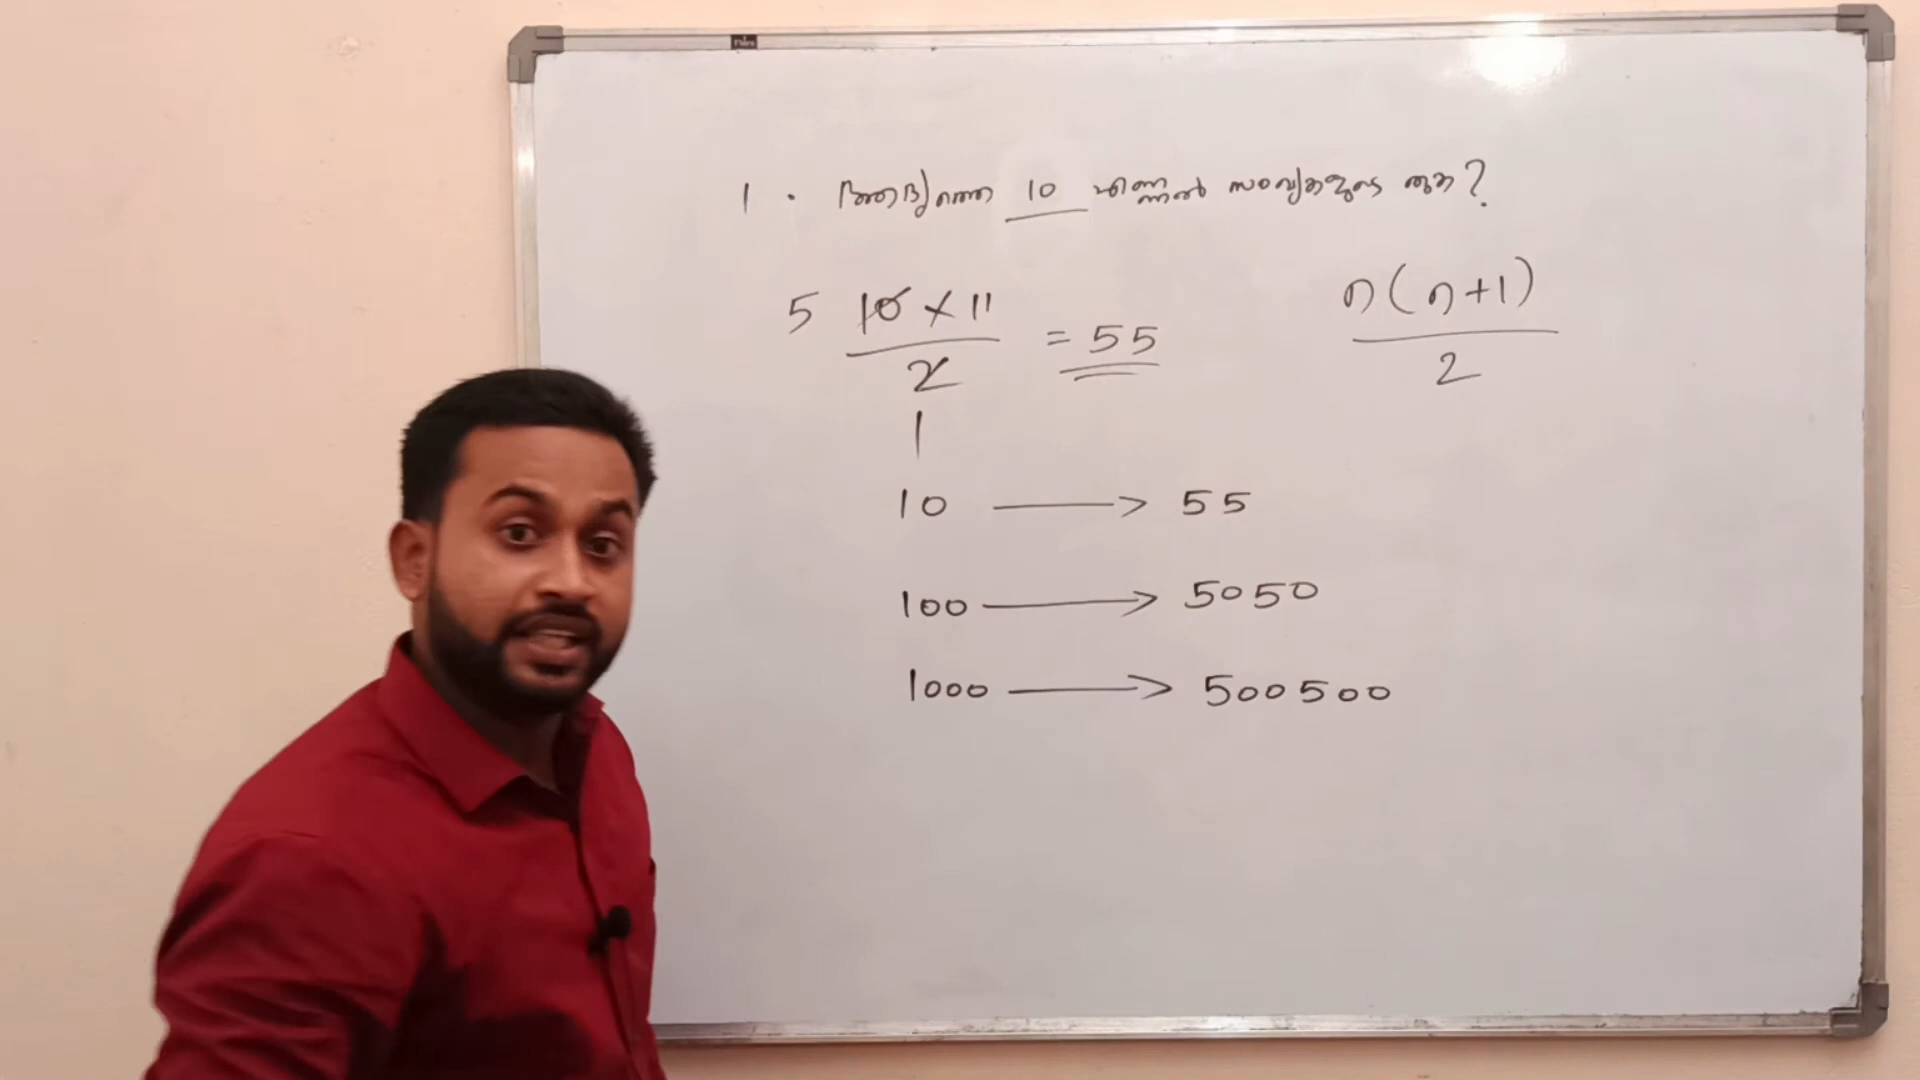 1. ആദ്യത്തെ 10 എണ്ണൽ സംഖ്യകളുടെ തുക?
5 10 × 11 / 2 = 55
1
n(n+1) / 2
10 → 55
100 → 5050
1000 → 500500